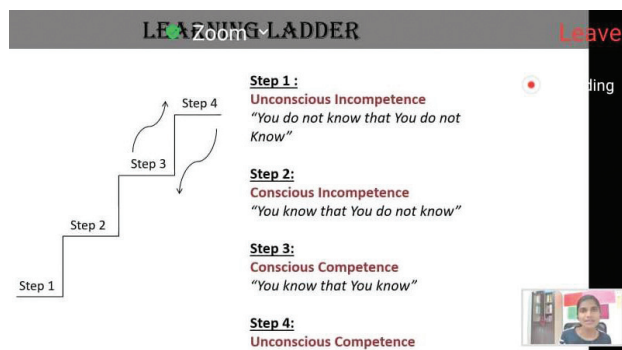 LEARNING LADDER
Zoom
Leave
Step 1 :
Unconscious Incompetence
“You do not know that You do not
Know”
Step 2:
Conscious Incompetence
“You know that You do not know”
Step 3:
Conscious Competence
“You know that You know”
Step 4:
Unconscious Competence
Step 4
Step 3
Step 2
Step 1